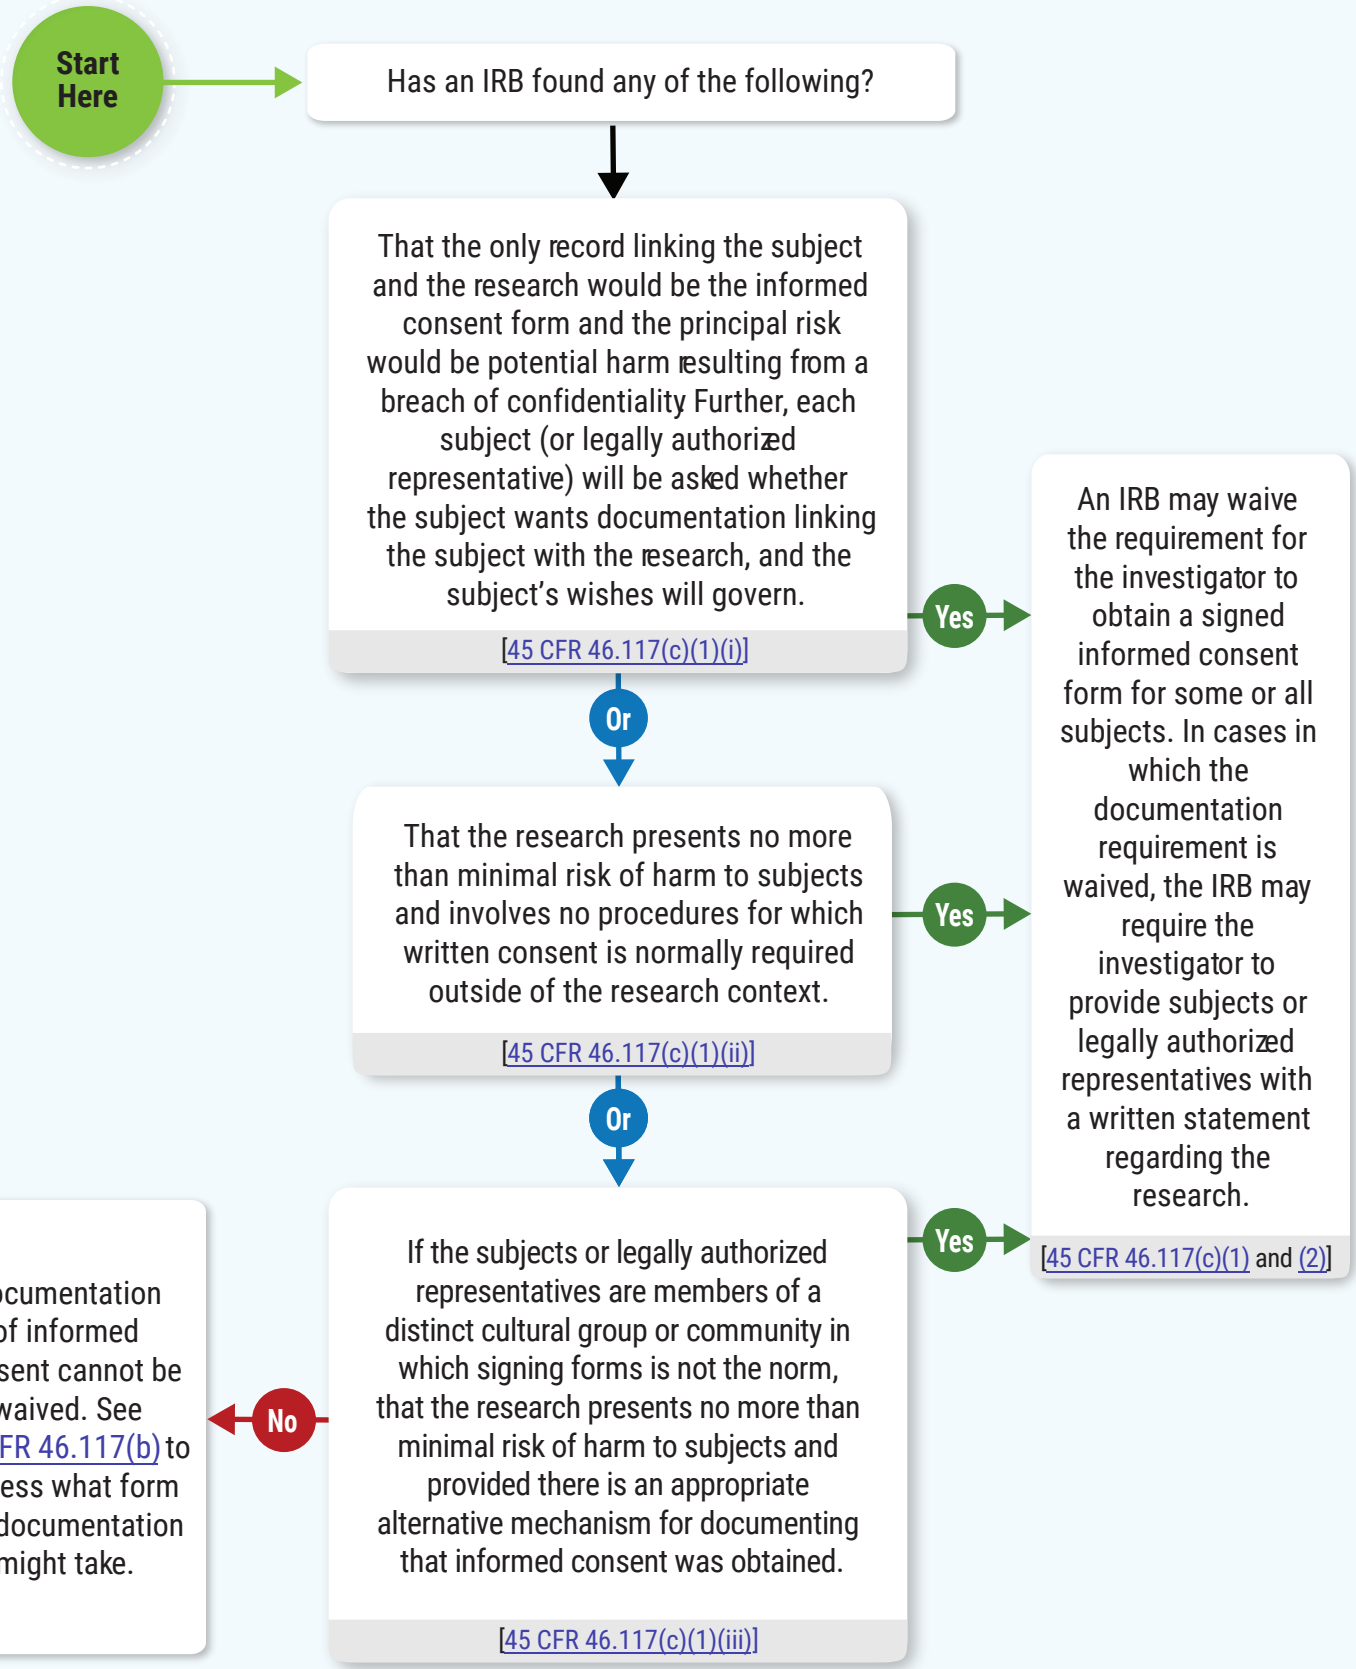 Start
Here
Has an IRB found any of the following?
That the only record linking the subject
and the research would be the informed
consent form and the principal risk
would be potential harm resulting from a
breach of confidentiality. Further, each
subject (or legally authorized
representative) will be asked whether
the subject wants documentation linking
the subject with the research, and the
subject's wishes will govern.
[45 CFR 46.117(c)(1)(i)]
Yes
Or
That the research presents no more
than minimal risk of harm to subjects
and involves no procedures for which
written consent is normally required
outside of the research context.
[45 CFR 46.117(c)(1)(ii)]
Yes
Or
If the subjects or legally authorized
representatives are members of a
distinct cultural group or community in
which signing forms is not the norm,
that the research presents no more than
minimal risk of harm to subjects and
provided there is an appropriate
alternative mechanism for documenting
that informed consent was obtained.
[45 CFR 46.117(c)(1)(iii)]
Yes
No
An IRB may waive
the requirement for
the investigator to
obtain a signed
informed consent
form for some or all
subjects. In cases in
which the
documentation
requirement is
waived, the IRB may
require the
investigator to
provide subjects or
legally authorized
representatives with
a written statement
regarding the
research.
[45 CFR 46.117(c)(1) and (2)]
ocumentation
of informed
sent cannot be
waived. See
FR 46.117(b) to
ess what form
documentation
might take.